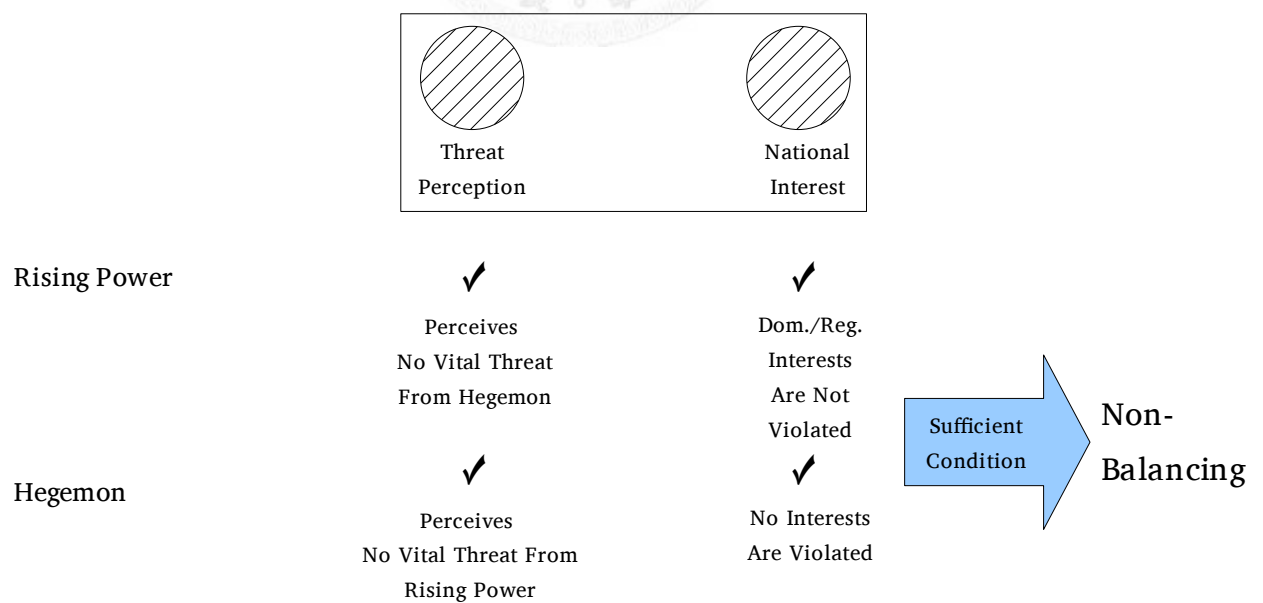 Threat
Perception
National
Interest
Rising Power
Perceives
No Vital Threat
From Hegemon
Dom./Reg.
Interests
Are Not
Violated
Hegemon
Perceives
No Vital Threat From
Rising Power
No Interests
Are Violated
Sufficient
Condition
Non-
Balancing